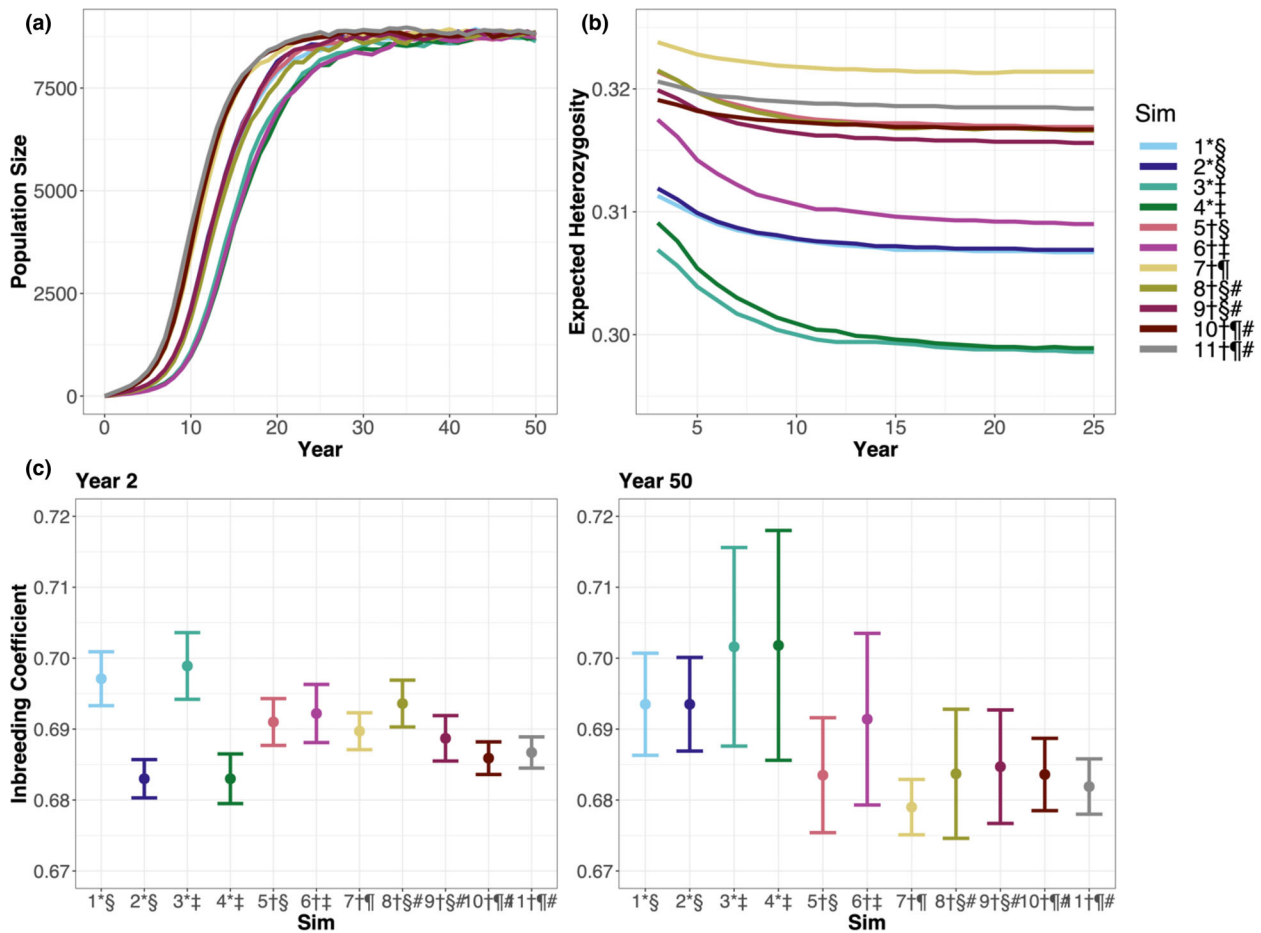 (a)
Population Size
7500
5000
2500
0
0 10 20 30 40 50
Year
(b)
Expected Heterozygosity
0.32
0.31
0.30
5 10 15 20 25
Year
Sim
1*§
2*§
3*‡
4*‡
5†§
6†‡
7†¶
8†§#
9†§#
10†¶#
11†¶#
(c)
Year 2
Inbreeding Coefficient
0.72
0.71
0.70
0.69
0.68
0.67
1*§ 2*§ 3*‡ 4*‡ 5†§ 6†‡ 7†¶ 8†§# 9†§# 10†¶# 11†¶#
Sim
Year 50
0.72
0.71
0.70
0.69
0.68
0.67
1*§ 2*§ 3*‡ 4*‡ 5†§ 6†‡ 7†¶ 8†§# 9†§# 10†¶# 11†¶#
Sim